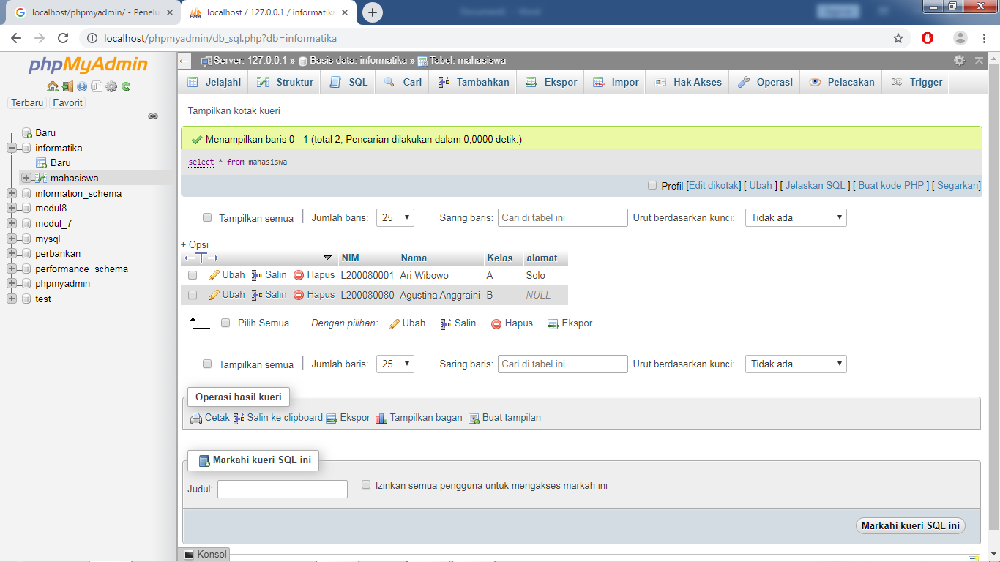 localhost/phpmyadmin/ - Penelu
localhost / 127.0.0.1 / informatika
localhost/phpmyadmin/db_sql.php?db=informatika
phpMyAdmin
Terbaru Favorit
Baru
informatika
Baru
mahasiswa
information_schema
modul8
modul_7
mysql
perbankan
performance_schema
phpmyadmin
test
Server: 127.0.0.1 » Basis data: informatika » Tabel: mahasiswa
Jelajahi Struktur SQL Cari Tambahkan Ekspor Impor Hak Akses Operasi Pelacakan Trigger
Tampilkan kotak kueri
Menampilkan baris 0 - 1 (total 2, Pencarian dilakukan dalam 0,0000 detik.)
select * from mahasiswa
Profil [Edit dikotak] [ Ubah ] [ Jelaskan SQL ] [ Buat kode PHP ] [ Segarkan]
Tampilkan semua | Jumlah baris: 25 Saring baris: Cari di tabel ini Urut berdasarkan kunci: Tidak ada
+ Opsi
←T→ NIM Nama Kelas alamat
Ubah Salin Hapus L200080001 Ari Wibowo A Solo
Ubah Salin Hapus L200080080 Agustina Anggraini B NULL
Pilih Semua Dengan pilihan: Ubah Salin Hapus Ekspor
Tampilkan semua | Jumlah baris: 25 Saring baris: Cari di tabel ini Urut berdasarkan kunci: Tidak ada
Operasi hasil kueri
Cetak Salin ke clipboard Ekspor Tampilkan bagan Buat tampilan
Markahi kueri SQL ini
Judul: Izinkan semua pengguna untuk mengakses markah ini
Markahi kueri SQL ini
Konsol